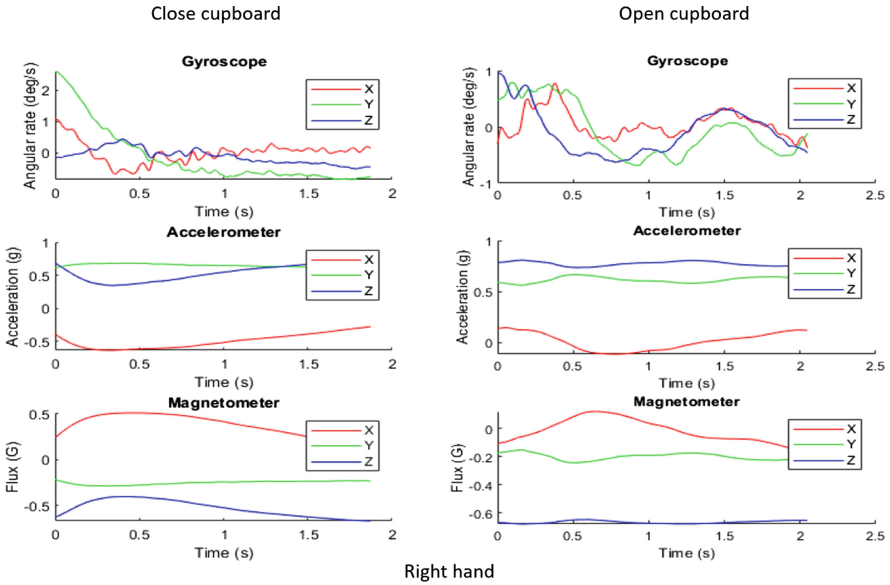 Close cupboard
Open cupboard
Gyroscope
Angular rate (deg/s)
2
1
0
X
Y
Z
0
0.5
1
1.5
2
Time (s)
Gyroscope
Angular rate (deg/s)
1
0
-1
X
Y
Z
0
0.5
1
1.5
2
2.5
Time (s)
Accelerometer
Acceleration (g)
1
0.5
0
-0.5
X
Y
Z
0
0.5
1
1.5
2
Time (s)
Accelerometer
Acceleration (g)
1
0.5
0
X
Y
Z
0
0.5
1
1.5
2
2.5
Time (s)
Magnetometer
Flux (G)
0.5
0
-0.5
X
Y
Z
0
0.5
1
1.5
2
Time (s)
Magnetometer
Flux (G)
0
-0.2
-0.4
-0.6
X
Y
Z
0
0.5
1
1.5
2
2.5
Time (s)
Right hand